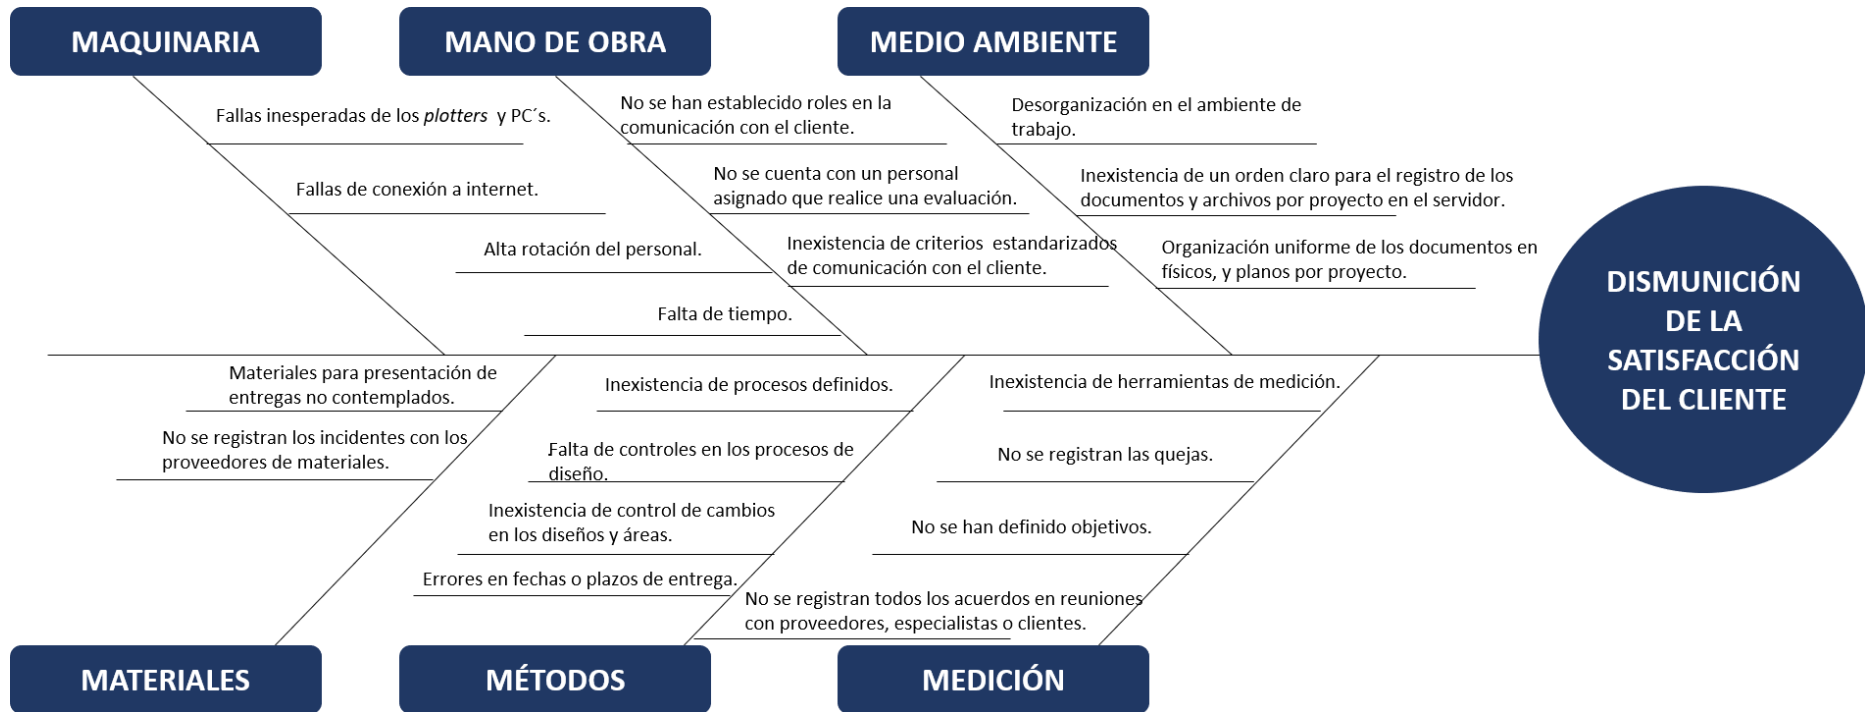 MAQUINARIA
MANO DE OBRA
MEDIO AMBIENTE
Fallas inesperadas de los plotters y PC´s.
Fallas de conexión a internet.
No se han establecido roles en la
comunicación con el cliente.
No se cuenta con un personal
asignado que realice una evaluación.
Inexistencia de criterios estandarizados
de comunicación con el cliente.
Alta rotación del personal.
Falta de tiempo.
Desorganización en el ambiente de
trabajo.
Inexistencia de un orden claro para el registro de los
documentos y archivos por proyecto en el servidor.
Organización uniforme de los documentos en
físicos, y planos por proyecto.
DISMUNICIÓN
DE LA
SATISFACCIÓN
DEL CLIENTE
Materiales para presentación de
entregas no contemplados.
No se registran los incidentes con los
proveedores de materiales.
Inexistencia de procesos definidos.
.Falta de controles en los procesos de
diseño.
Inexistencia de control de cambios
en los diseños y áreas.
Errores en fechas o plazos de entrega.
Inexistencia de herramientas de medición.
No se registran las quejas.
No se han definido objetivos.
No se registran todos los acuerdos en reuniones
con proveedores, especialistas o clientes.
MATERIALES
MÉTODOS
MEDICIÓN